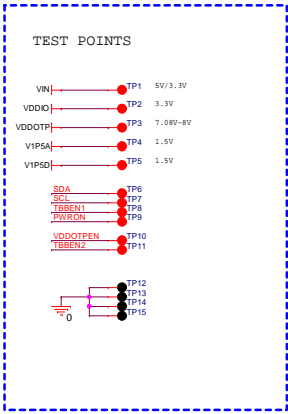 TEST POINTS
VIN TP1 5V/3.3V
VDDIO TP2 3.3V
VDDOTP TP3 7.08V~8V
V1P5A TP4 1.5V
V1P5D TP5 1.5V
SDA TP6
SCL TP7
TBBEN1 TP8
PWRON TP9
VDDOTPEN TP10
TBBEN2 TP11
TP12
TP13
TP14
TP15
0